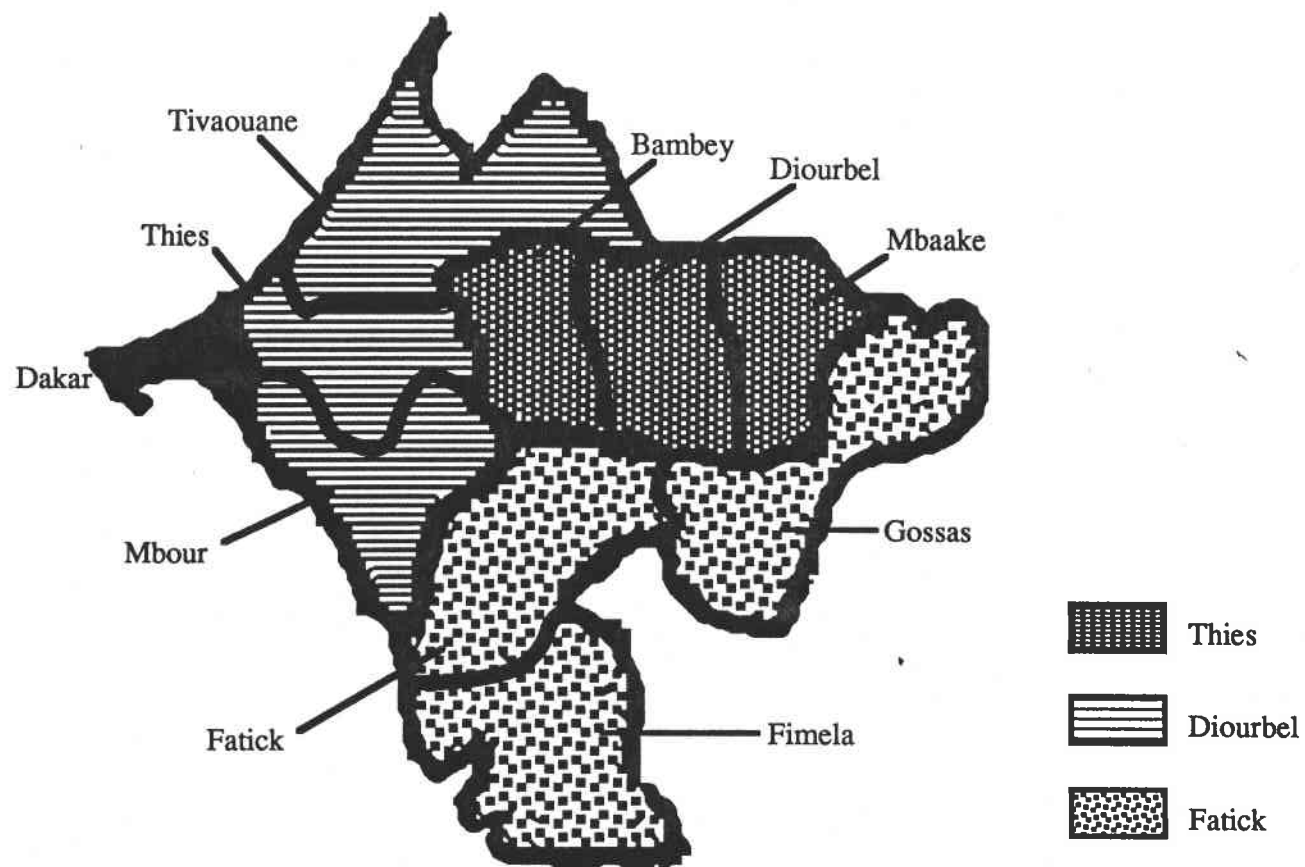 Tivaouane
Bambey
Diourbel
Thies
Mbaake
Dakar
Gossas
Mbour
Thies
Fatick
Fimela
Diourbel
Fatick